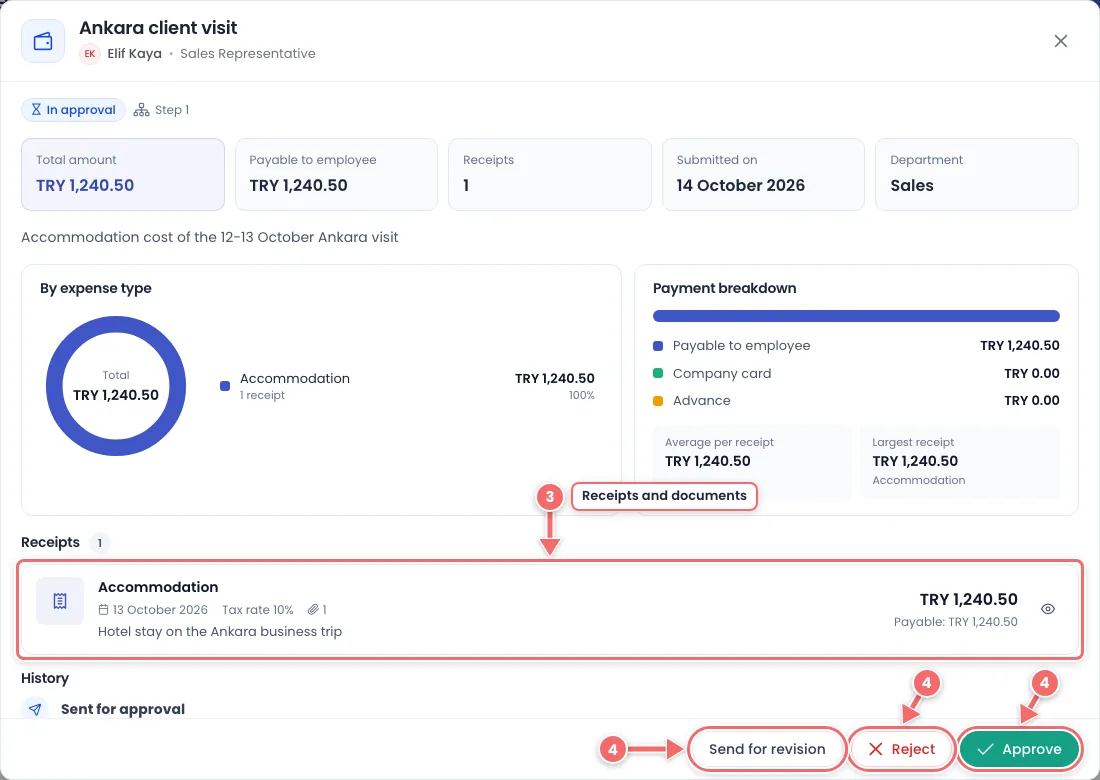 Ankara client visit
EK Elif Kaya • Sales Representative
In approval Step 1
Total amount
TRY 1,240.50
Payable to employee
TRY 1,240.50
Receipts
1
Submitted on
14 October 2026
Department
Sales
Accommodation cost of the 12-13 October Ankara visit
By expense type
Total
TRY 1,240.50
Accommodation TRY 1,240.50
1 receipt 100%
Payment breakdown
Payable to employee TRY 1,240.50
Company card TRY 0.00
Advance TRY 0.00
Average per receipt
TRY 1,240.50
Largest receipt
TRY 1,240.50
Accommodation
3 Receipts and documents
Receipts 1
Accommodation
13 October 2026 Tax rate 10% 1
Hotel stay on the Ankara business trip
TRY 1,240.50
Payable: TRY 1,240.50
History
Sent for approval
4 4
4 Send for revision Reject Approve